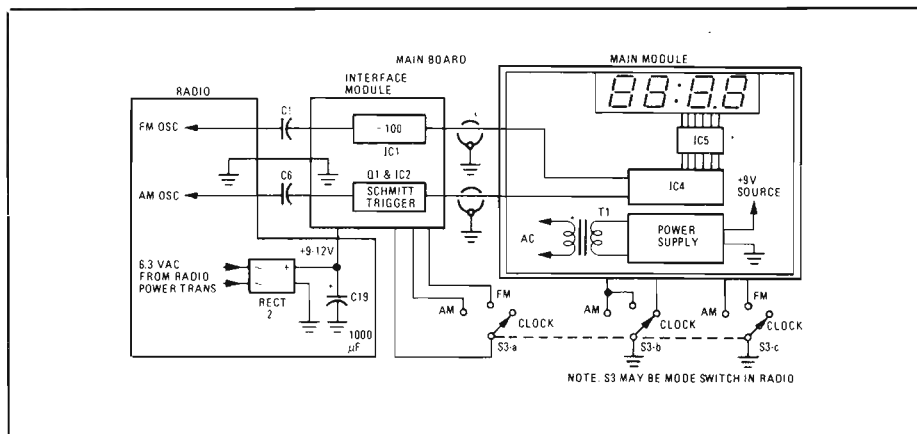 MAIN BOARD
MAIN MODULE
INTERFACE
MODULE
RADIO
C1
FM OSC
÷ 100
IC1
IC5
Q1 & IC2
C6
AM OSC
SCHMITT
TRIGGER
IC4
+9V
SOURCE
T1
AC
POWER
SUPPLY
+9-12V
6.3 VAC
FROM RADIO
POWER TRANS
~ +
~ -
RECT
2
+
C19
1000
µF
FM
AM
CLOCK
S3-a
AM
CLOCK
S3-b
FM
AM
CLOCK
S3-c
NOTE. S3 MAY BE MODE SWITCH IN RADIO